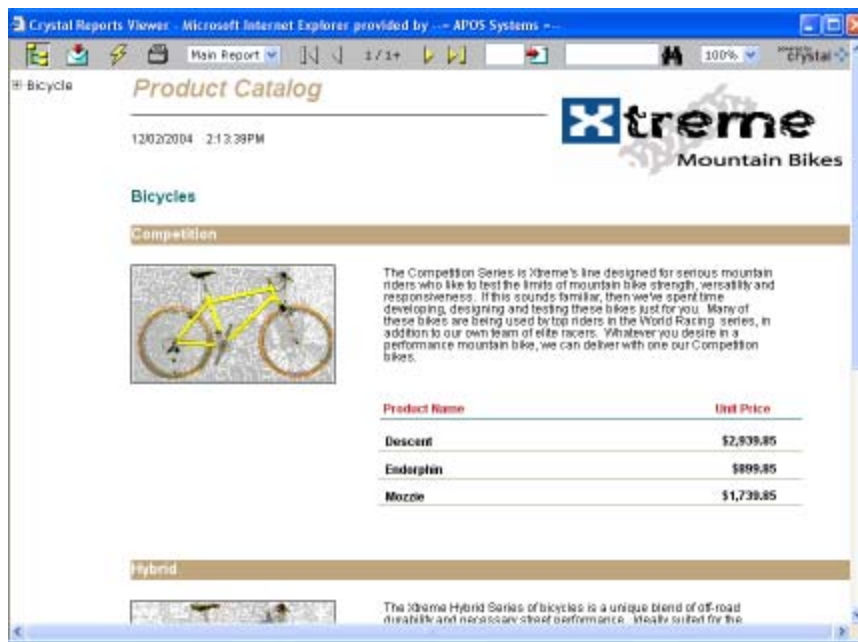 Crystal Reports Viewer - Microsoft Internet Explorer provided by --= APOS Systems =--
Main Report
1 / 1+
100%
powered by
crystal
Bicycle
Product Catalog
12/02/2004 2:13:39PM
Xtreme
Mountain Bikes
Bicycles
Competition
The Competition Series is Xtreme's line designed for serious mountain
riders who like to test the limits of mountain bike strength, versatility and
responsiveness. If this sounds familiar, then we've spent time
developing, designing and testing these bikes just for you. Many of
these bikes are being used by top riders in the World Racing series, in
addition to our own team of elite racers. Whatever you desire in a
performance mountain bike, we can deliver with one our Competition
bikes.
Product Name Unit Price
Descent $2,939.85
Endorphin $899.85
Mozzie $1,739.85
Hybrid
The Xtreme Hybrid Series of bicycles is a unique blend of off-road
durability and necessary street performance. Ideally suited for the